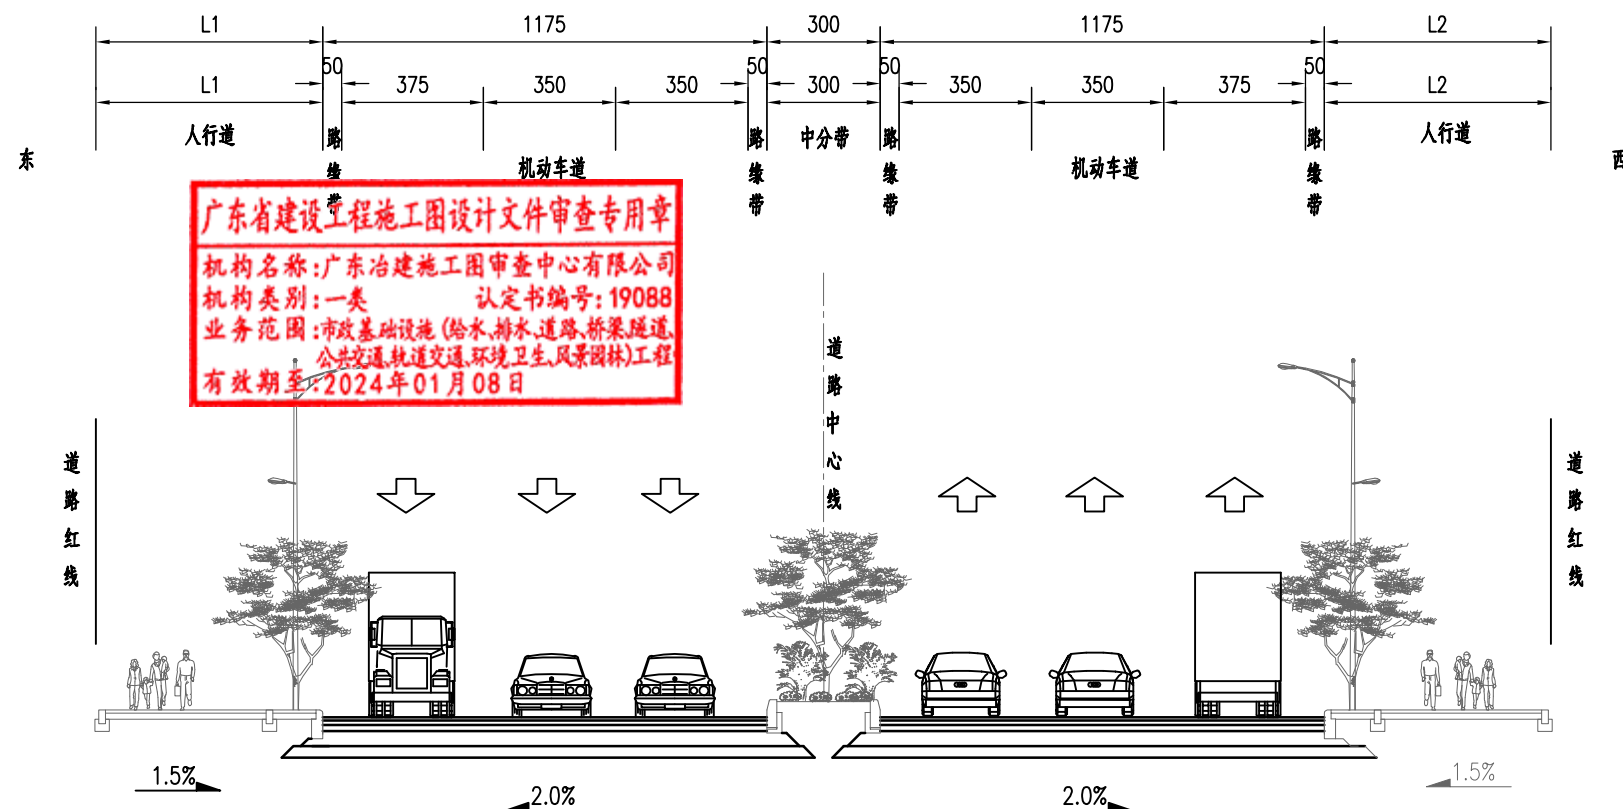 L1 1175 300 1175 L2
50 50 50 50
L1 375 350 350 300 350 350 375 L2
人行道 路缘带 机动车道 路缘带 中分带 路缘带 机动车道 路缘带 人行道
东 西
广东省建设工程施工图设计文件审查专用章
机构名称:广东冶建施工图审查中心有限公司
机构类别:一类 认定书编号:19088
业务范围:市政基础设施(给水、排水、道路、桥梁、隧道、
公共交通、轨道交通、环境卫生、风景园林)工程
有效期至:2024年01月08日
道路中心线
道路红线
道路红线
1.5% 2.0% 2.0% 1.5%